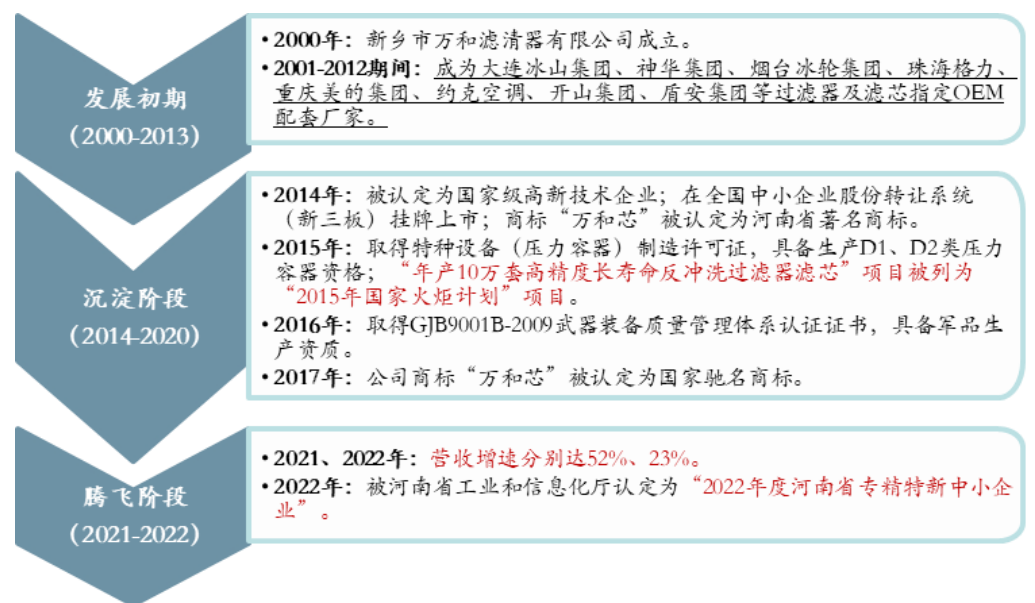 发展初期
(2000-2013)
• 2000年：新乡市万和滤清器有限公司成立。
• 2001-2012期间：成为大连冰山集团、神华集团、烟台冰轮集团、珠海格力、
重庆美的集团、约克空调、开山集团、盾安集团等过滤器及滤芯指定OEM
配套厂家。
沉淀阶段
(2014-2020)
• 2014年：被认定为国家级高新技术企业；在全国中小企业股份转让系统
（新三板）挂牌上市；商标“万和芯”被认定为河南省著名商标。
• 2015年：取得特种设备（压力容器）制造许可证，具备生产D1、D2类压力
容器资格；“年产10万套高精度长寿命反冲洗过滤器滤芯”项目被列为
“2015年国家火炬计划”项目。
• 2016年：取得GJB9001B-2009武器装备质量管理体系认证证书，具备军品生
产资质。
• 2017年：公司商标“万和芯”被认定为国家驰名商标。
腾飞阶段
(2021-2022)
• 2021、2022年：营收增速分别达52%、23%。
• 2022年：被河南省工业和信息化厅认定为“2022年度河南省专精特新中小企
业”。